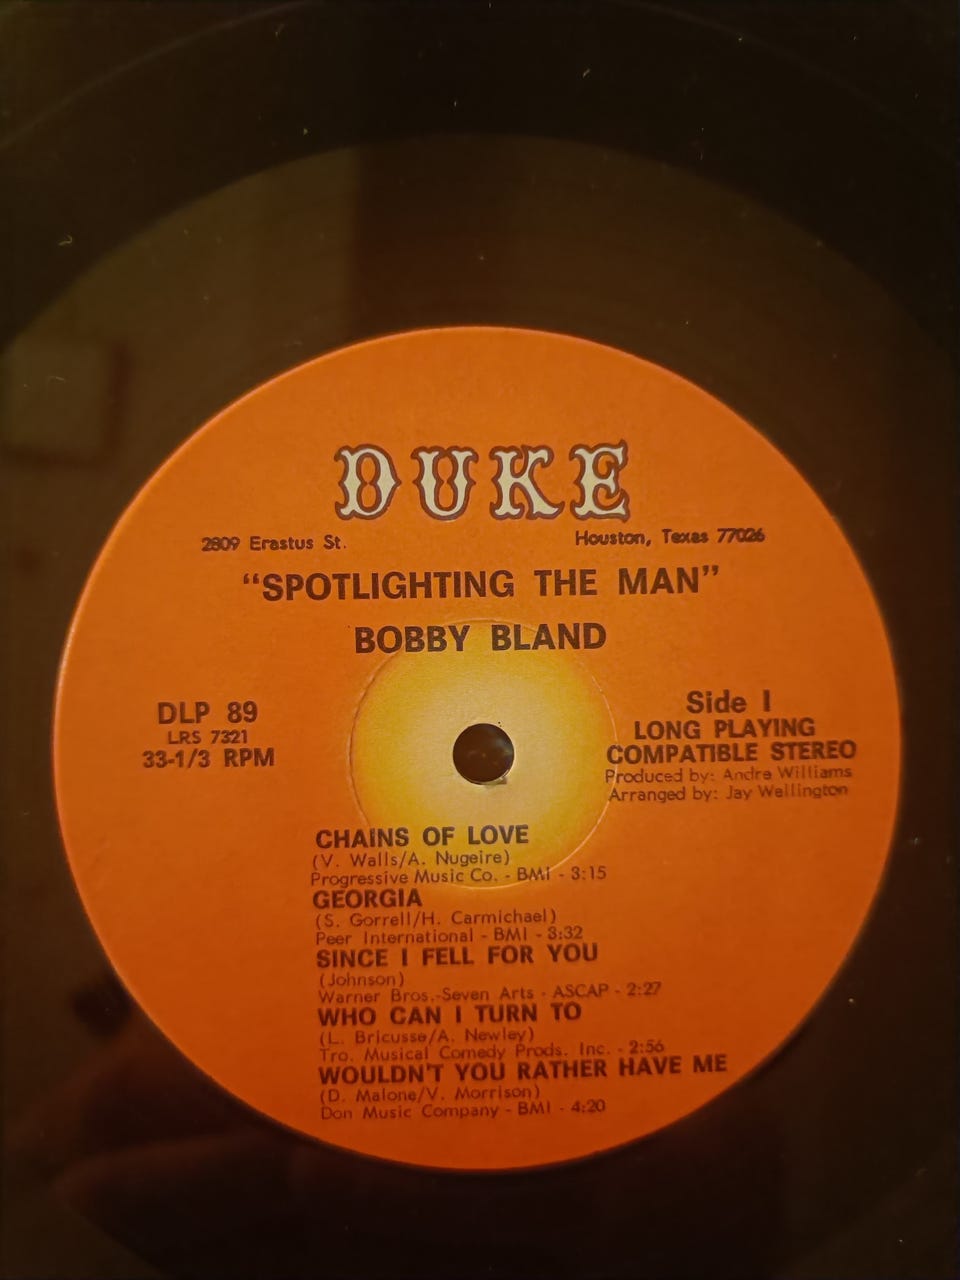 DUKE
2809 Erastus St. Houston, Texas 77026
"SPOTLIGHTING THE MAN"
BOBBY BLAND
DLP 89
LRS 7321
33-1/3 RPM
Side I
LONG PLAYING
COMPATIBLE STEREO
Produced by: Andre Williams
Arranged by: Jay Wellington
CHAINS OF LOVE
(V. Walls/A. Nugeire)
Progressive Music Co. - BMI - 3:15
GEORGIA
(S. Gorrell/H. Carmichael)
Peer International - BMI - 3:32
SINCE I FELL FOR YOU
(Johnson)
Warner Bros.-Seven Arts - ASCAP - 2:27
WHO CAN I TURN TO
(L. Bricusse/A. Newley)
Tro. Musical Comedy Prods. Inc. - 2:56
WOULDN'T YOU RATHER HAVE ME
(D. Malone/V. Morrison)
Don Music Company - BMI - 4:20